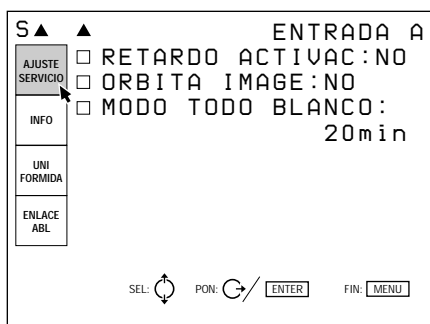 S▲ ▲ ENTRADA A
AJUSTE
SERVICIO
□ RETARDO ACTIVAC:NO
□ ORBITA IMAGE:NO
□ MODO TODO BLANCO:
20min
INFO
UNI
FORMIDA
ENLACE
ABL
SEL: PON: / ENTER FIN: MENU